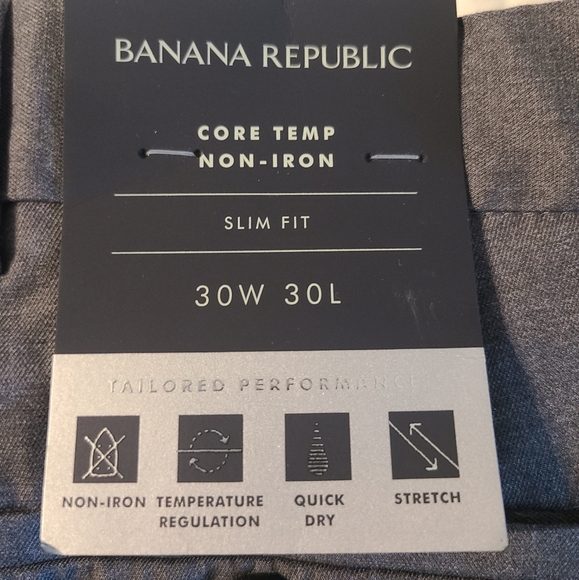 BANANA REPUBLIC
CORE TEMP
NON-IRON
SLIM FIT
30W 30L
TAILORED PERFORMANCE
NON-IRON
TEMPERATURE
REGULATION
QUICK
DRY
STRETCH